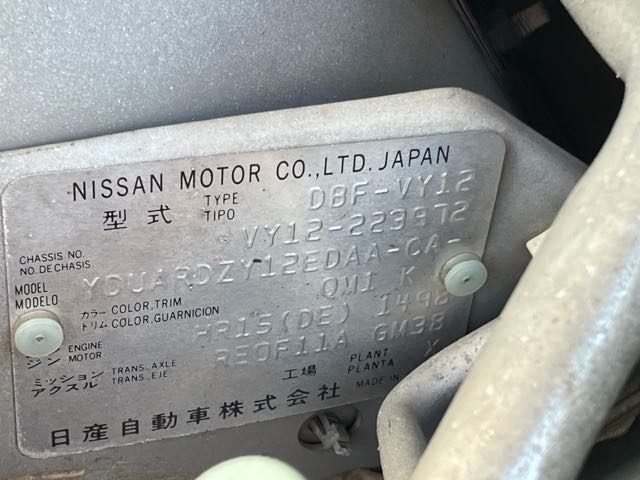 NISSAN MOTOR CO.,LTD. JAPAN
型式 TYPE TIPO DBF-VY12
CHASSIS NO. NO. DE CHASIS VY12-223972
MODEL MODELO YDUARDZY12EDAA-CA-
カラー COLOR, TRIM トリム COLOR, GUARNICION QM1 K
ジン ENGINE MOTOR HR15(DE) 1498
ミッション アクスル TRANS., AXLE TRANS., EJE RE0F11A GM38
工場 PLANT PLANTA X
日産自動車株式会社 MADE IN